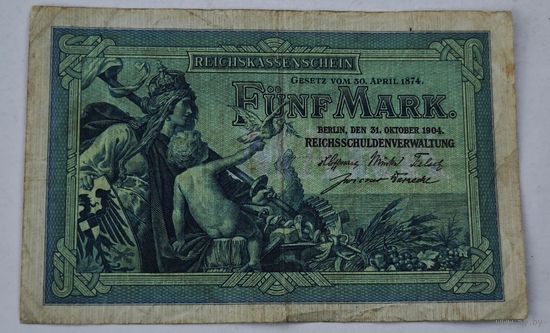 REICHSKASSENSCHEIN
GESETZ VOM 30. APRIL 1874.
FÜNF MARK.
BERLIN, DEN 31. OKTOBER 1904.
REICHSSCHULDENVERWALTUNG